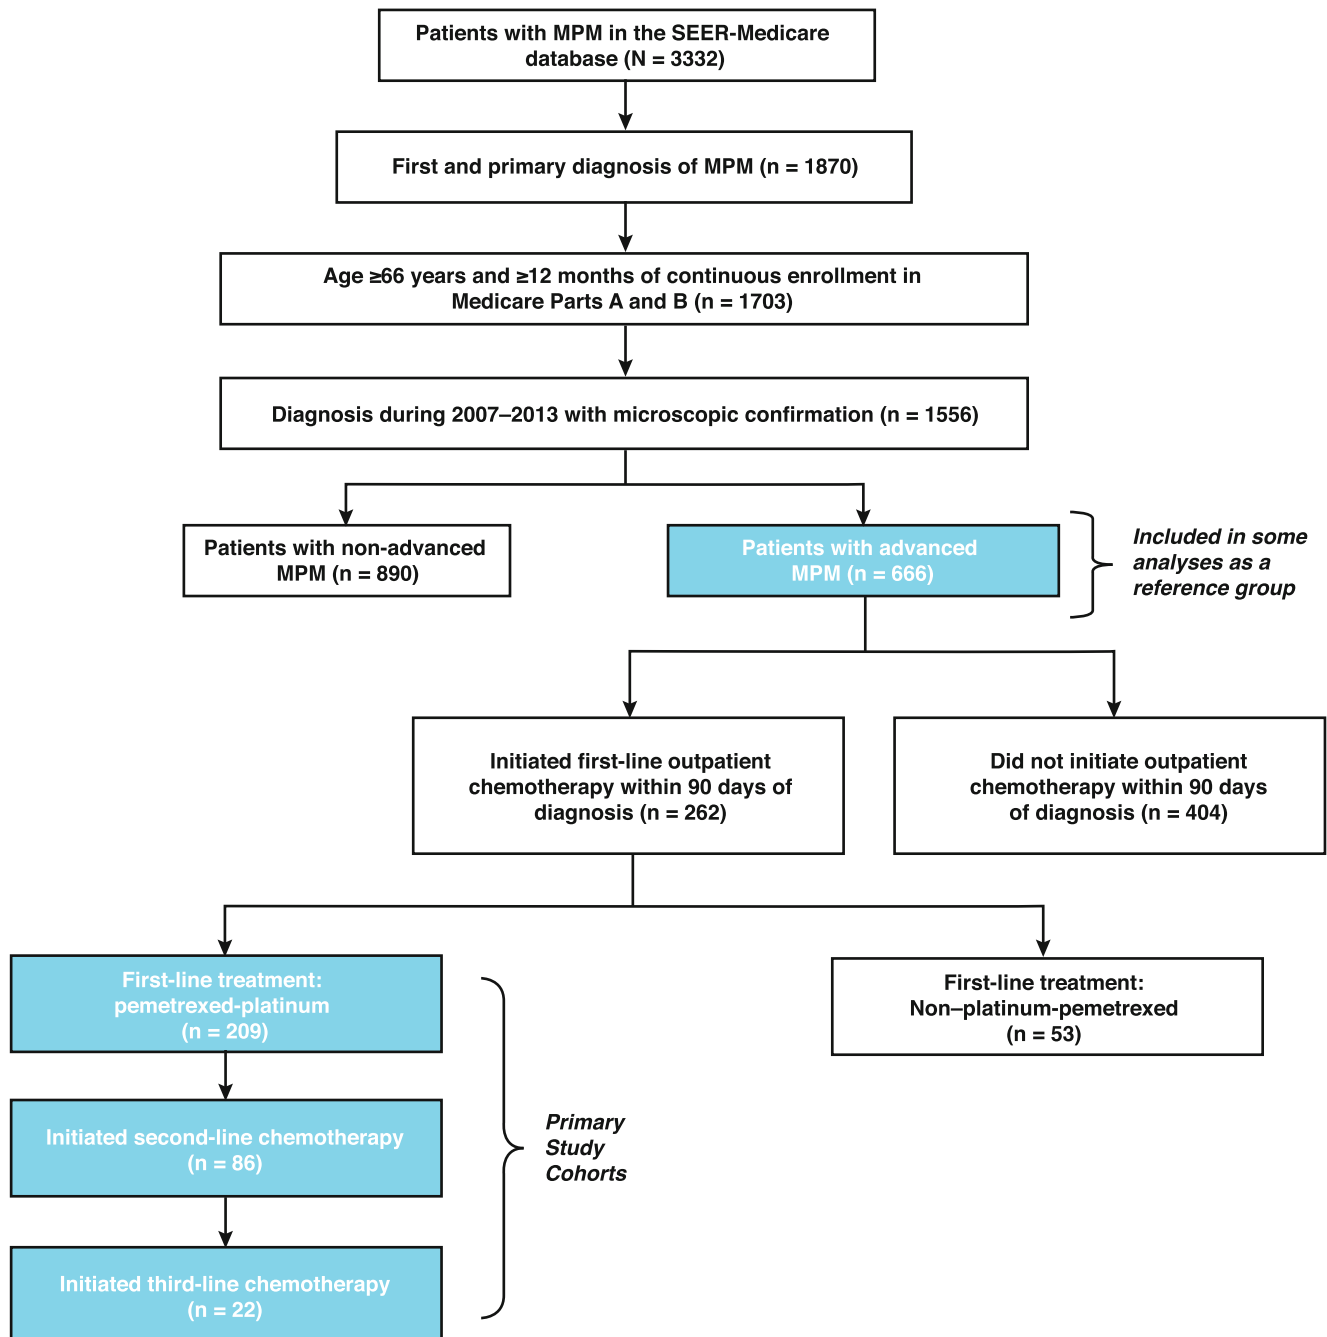 Patients with MPM in the SEER-Medicare
database (N = 3332)
First and primary diagnosis of MPM (n = 1870)
Age ≥66 years and ≥12 months of continuous enrollment in
Medicare Parts A and B (n = 1703)
Diagnosis during 2007–2013 with microscopic confirmation (n = 1556)
Patients with non-advanced
MPM (n = 890)
Patients with advanced
MPM (n = 666)
Included in some
analyses as a
reference group
Initiated first-line outpatient
chemotherapy within 90 days of
diagnosis (n = 262)
Did not initiate outpatient
chemotherapy within 90 days
of diagnosis (n = 404)
First-line treatment:
pemetrexed-platinum
(n = 209)
First-line treatment:
Non–platinum-pemetrexed
(n = 53)
Initiated second-line chemotherapy
(n = 86)
Primary
Study
Cohorts
Initiated third-line chemotherapy
(n = 22)